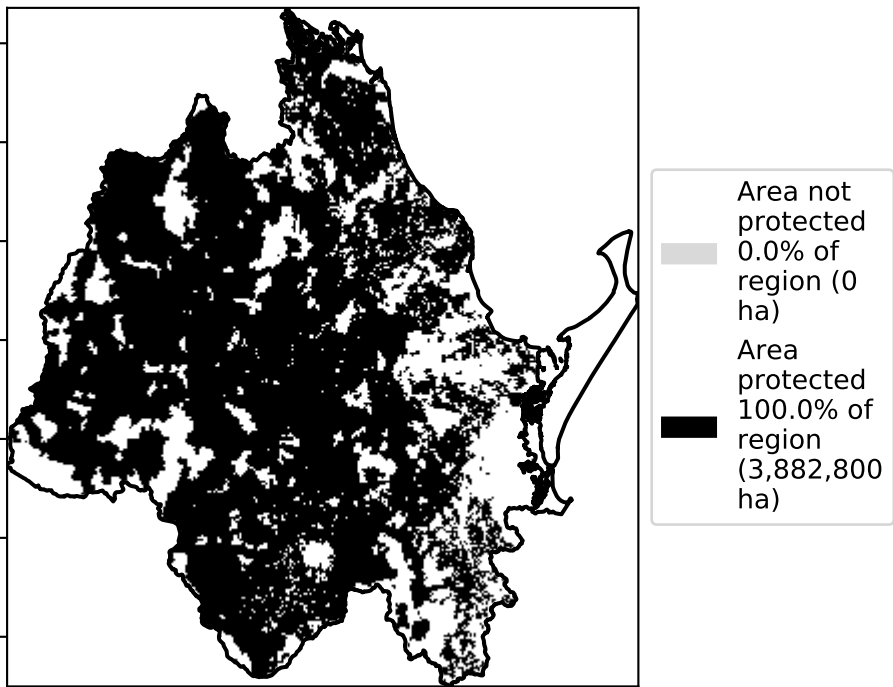 Area not
protected
0.0% of
region (0
ha)
Area
protected
100.0% of
region
(3,882,800
ha)